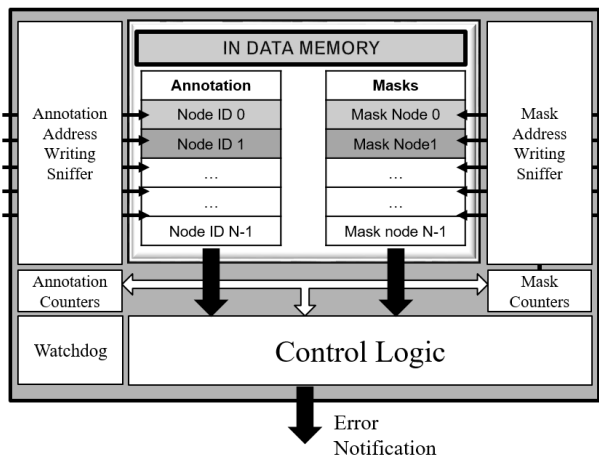 IN DATA MEMORY
Annotation
Address
Writing
Sniffer
Annotation
Node ID 0
Node ID 1
...
...
Node ID N-1
Masks
Mask Node 0
Mask Node1
...
...
Mask node N-1
Mask
Address
Writing
Sniffer
Annotation
Counters
Mask
Counters
Watchdog
Control Logic
Error
Notification